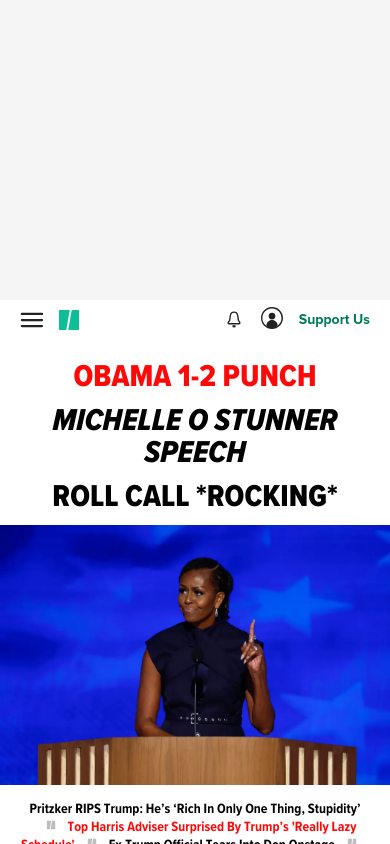 Support Us
OBAMA 1-2 PUNCH
MICHELLE O STUNNER
SPEECH
ROLL CALL *ROCKING*
Pritzker RIPS Trump: He’s ‘Rich In Only One Thing, Stupidity’
Top Harris Adviser Surprised By Trump’s 'Really Lazy
Schedule' Ex-Trump Official Tears Into Don Onstage